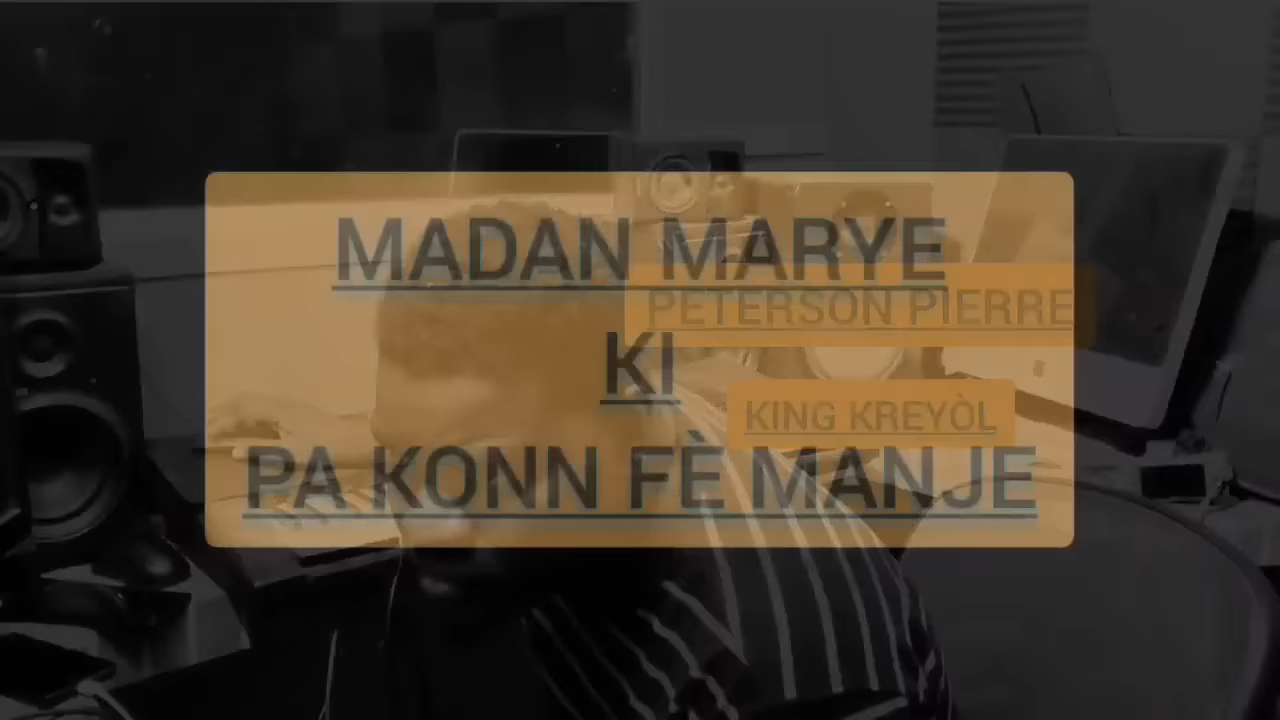 MADAN MARYE
PETERSON PIERRE
KI
KING KREYÒL
PA KONN FÈ MANJE